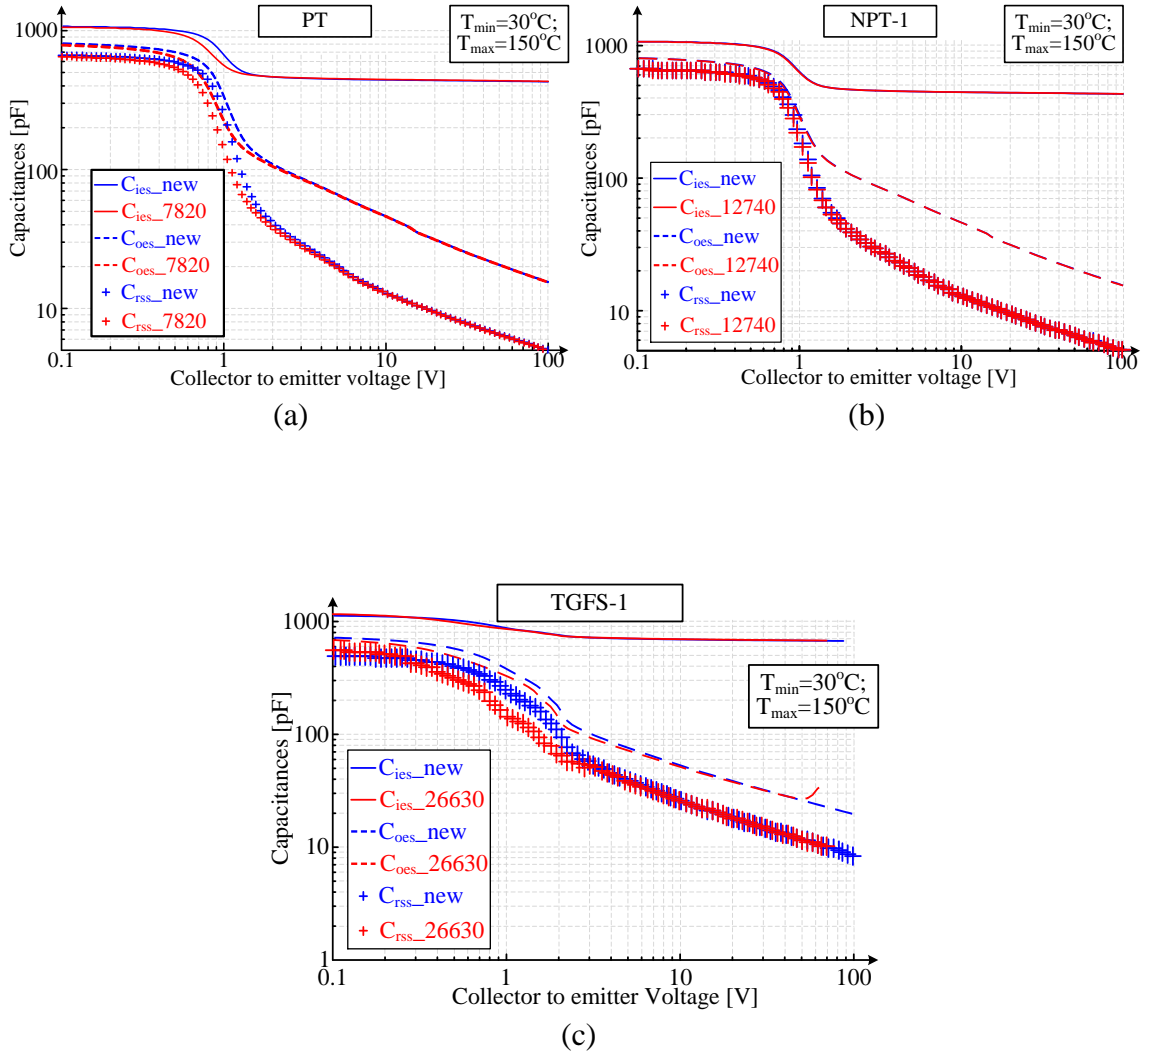 PT
T_min=30°C;
T_max=150°C
Capacitances [pF]
1000
100
10
C_ies_new
C_ies_7820
C_oes_new
C_oes_7820
C_rss_new
C_rss_7820
0.1 1 10 100
Collector to emitter voltage [V]
(a)
NPT-1
T_min=30°C;
T_max=150°C
Capacitances [pF]
1000
100
10
C_ies_new
C_ies_12740
C_oes_new
C_oes_12740
C_rss_new
C_rss_12740
0.1 1 10 100
Collector to emitter voltage [V]
(b)
TGFS-1
T_min=30°C;
T_max=150°C
Capacitances [pF]
1000
100
10
1
C_ies_new
C_ies_26630
C_oes_new
C_oes_26630
C_rss_new
C_rss_26630
0.1 1 10 100
Collector to emitter Voltage [V]
(c)